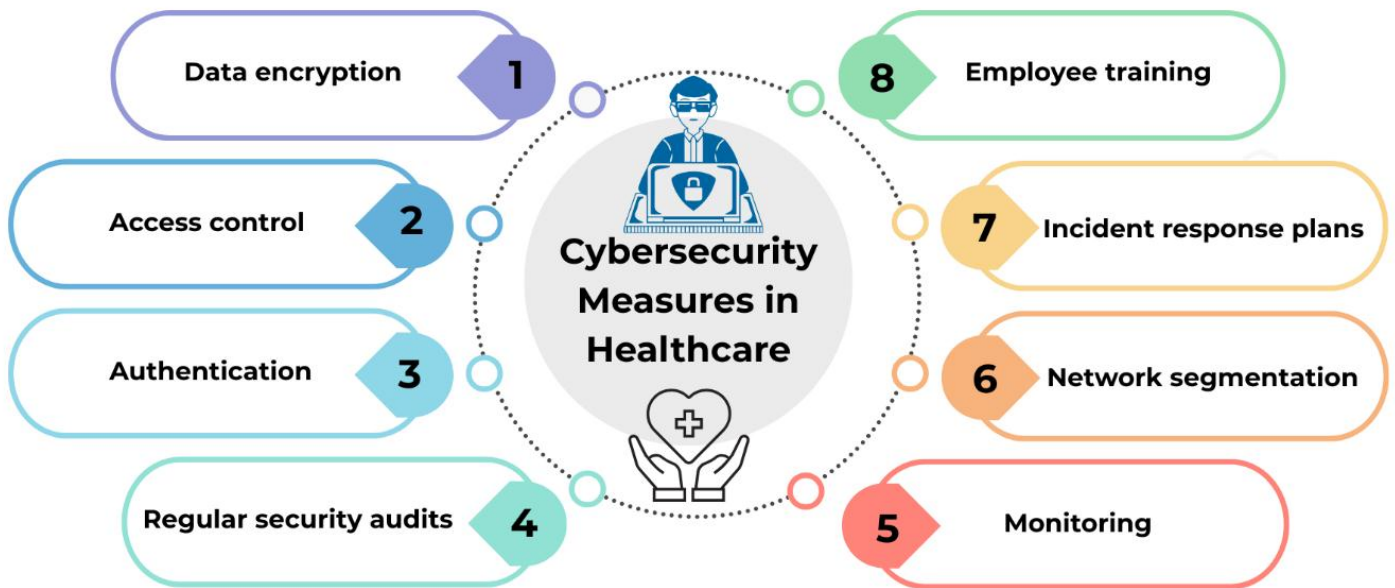 Cybersecurity
Measures in
Healthcare
1 Data encryption
2 Access control
3 Authentication
4 Regular security audits
5 Monitoring
6 Network segmentation
7 Incident response plans
8 Employee training